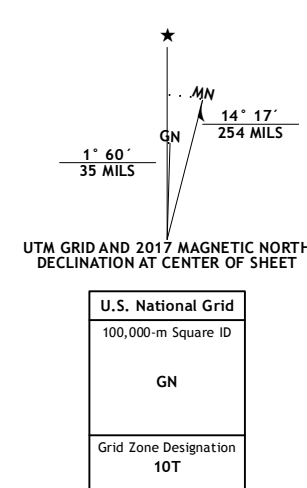 ★
MN
GN
14° 17´
254 MILS
1° 60´
35 MILS
UTM GRID AND 2017 MAGNETIC NORTH
DECLINATION AT CENTER OF SHEET
U.S. National Grid
100,000-m Square ID
GN
Grid Zone Designation
10T